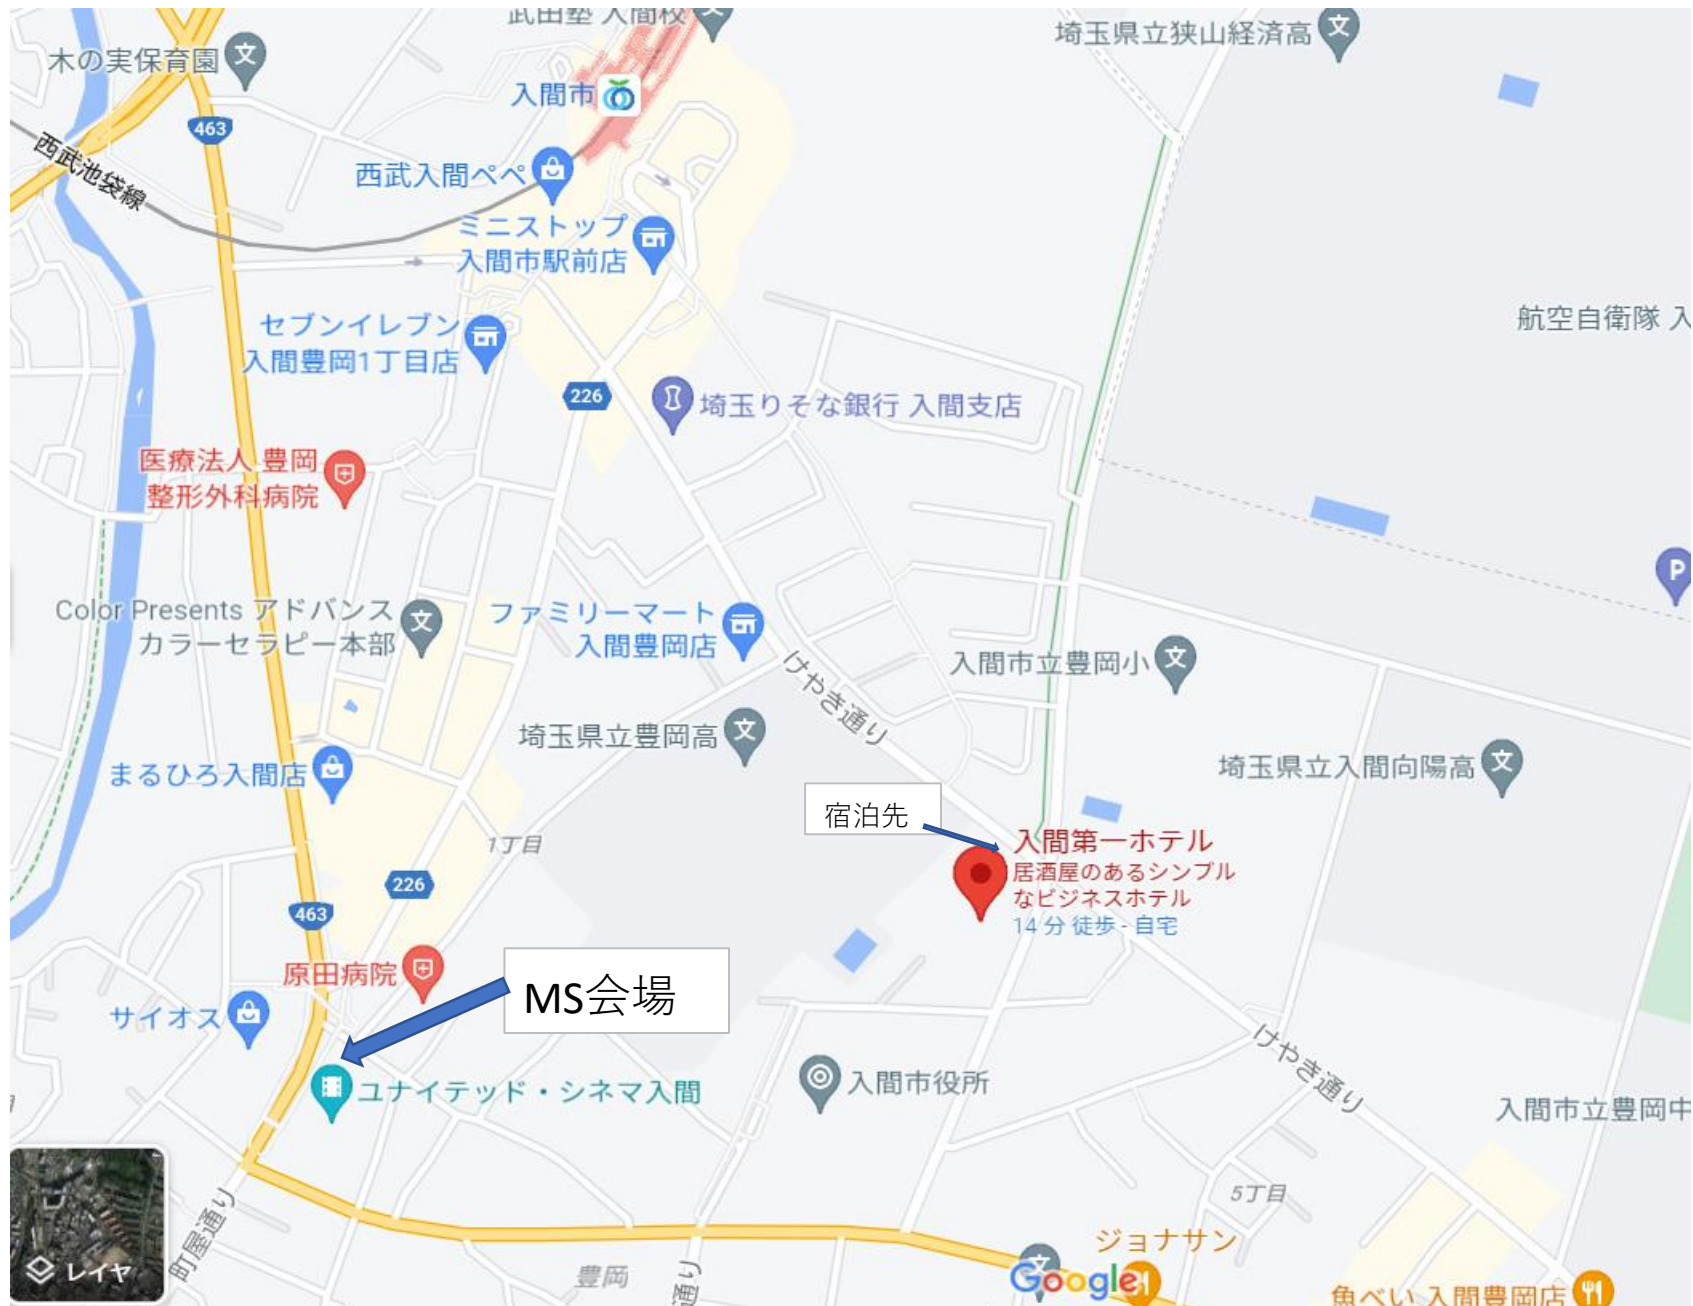 武田塾 入間校
埼玉県立狭山経済高
木の実保育園
入間市
463
西武池袋線
西武入間ペペ
ミニストップ
入間市駅前店
セブンイレブン
入間豊岡1丁目店
航空自衛隊 入
226
埼玉りそな銀行 入間支店
医療法人 豊岡
整形外科病院
P
Color Presents アドバンス
カラーセラピー本部
ファミリーマート
入間豊岡店
けやき通り
入間市立豊岡小
埼玉県立豊岡高
まるひろ入間店
埼玉県立入間向陽高
宿泊先
1丁目
入間第一ホテル
居酒屋のあるシンプル
なビジネスホテル
14 分 徒歩 - 自宅
226
463
原田病院
MS会場
サイオス
ユナイテッド・シネマ入間
入間市役所
けやき通り
入間市立豊岡中
5丁目
町屋通り
ジョナサン
レイヤ
豊岡
通り
Google
魚べい 入間豊岡店